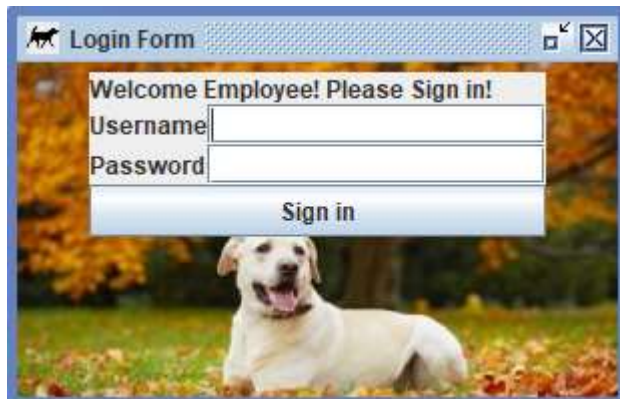 Login Form
Welcome Employee! Please Sign in!
Username
Password
Sign in